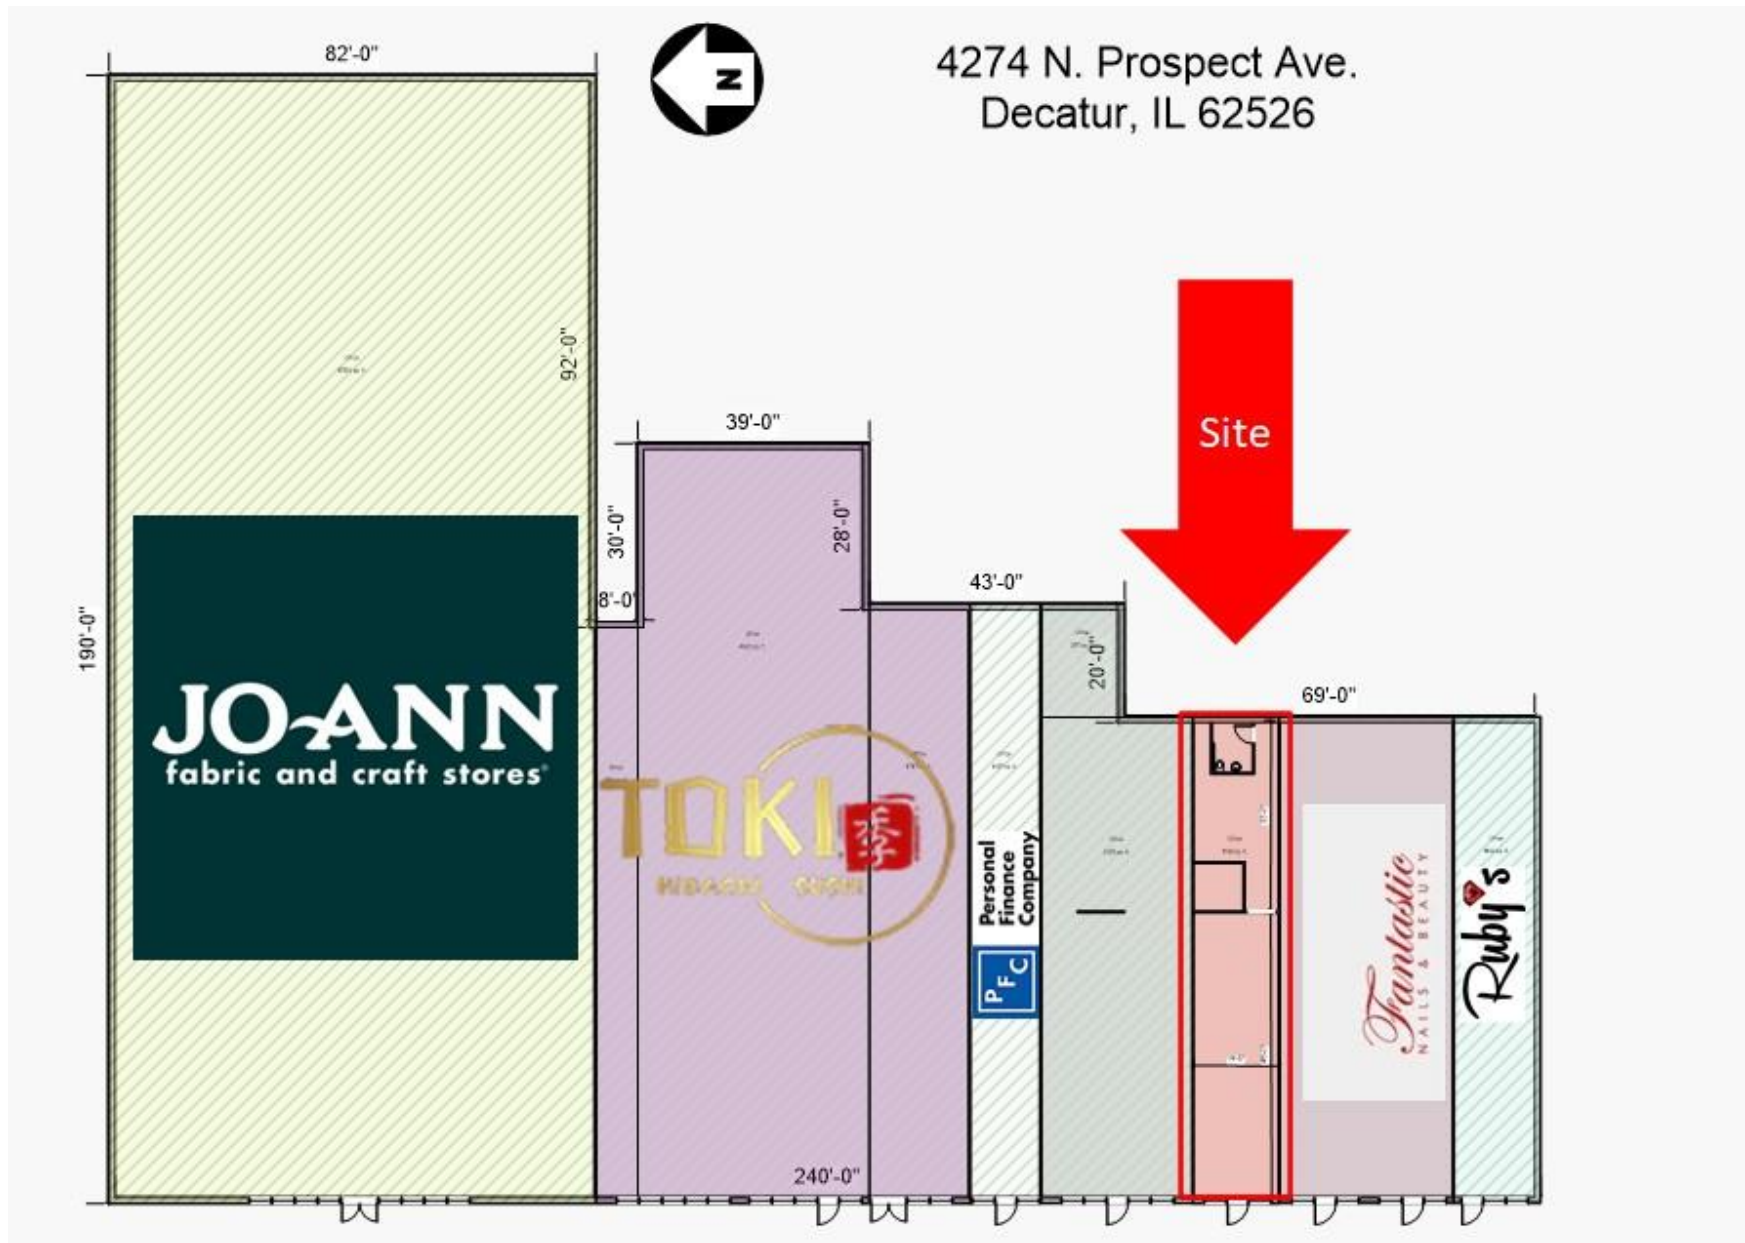 82'-0"
N
4274 N. Prospect Ave.
Decatur, IL 62526
92'-0"
39'-0"
Site
30'-0"
28'-0"
8'-0"
43'-0"
190'-0"
20'-0"
69'-0"
JO-ANN
fabric and craft stores
TOKI
HIBACHI SUSHI
Personal
Finance
Company
PFC
Fantastic
NAILS & BEAUTY
Ruby's
240'-0"